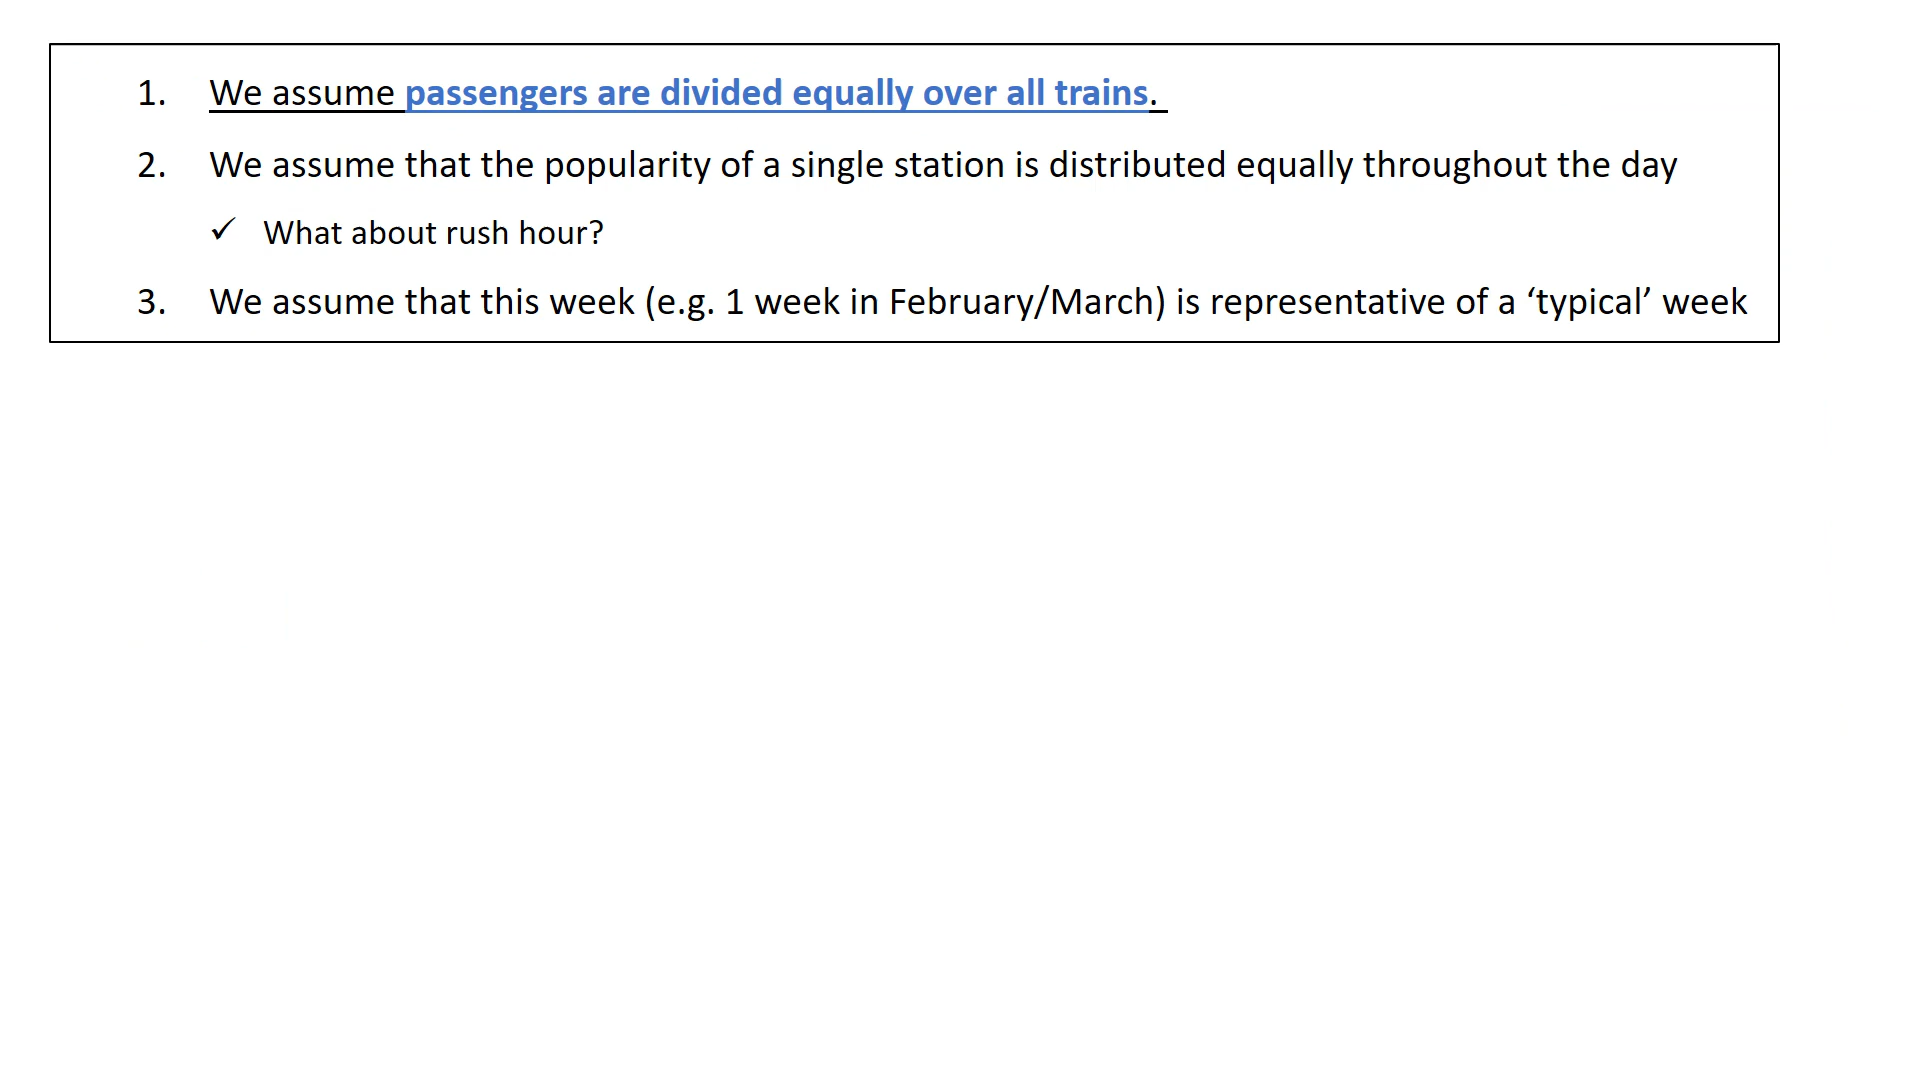 1. We assume passengers are divided equally over all trains.
2. We assume that the popularity of a single station is distributed equally throughout the day
✓ What about rush hour?
3. We assume that this week (e.g. 1 week in February/March) is representative of a ‘typical’ week